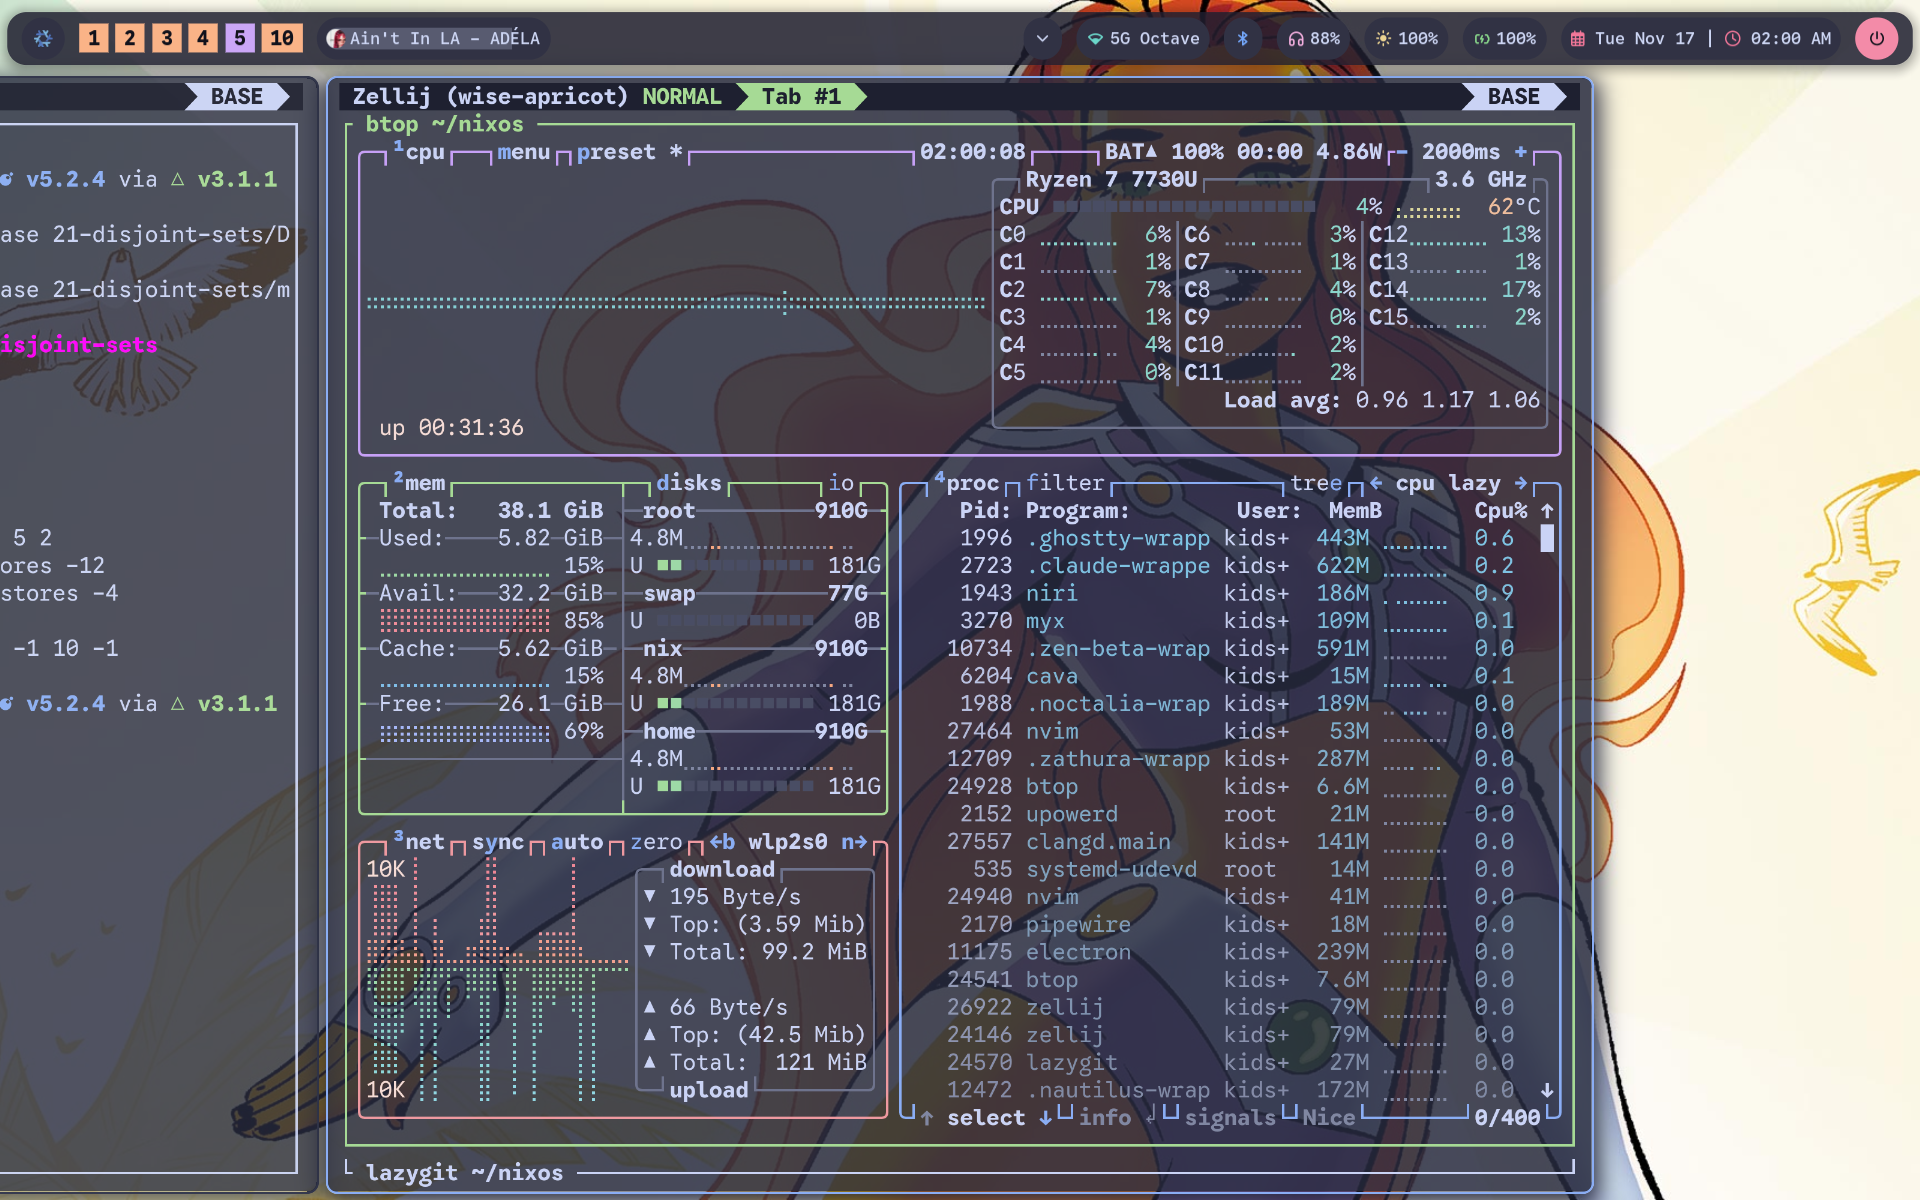 1 2 3 4 5 10 Ain't In LA - ADÉLA 5G Octave 88% 100% 100% Tue Nov 17 | 02:00 AM
BASE
v5.2.4 via △ v3.1.1
ase 21-disjoint-sets/D
ase 21-disjoint-sets/m
isjoint-sets
5 2
ores -12
stores -4
-1 10 -1
v5.2.4 via △ v3.1.1
Zellij (wise-apricot) NORMAL Tab #1 BASE
btop ~/nixos
¹cpu menu preset * 02:00:08 BAT▲ 100% 00:00 4.86W - 2000ms +
Ryzen 7 7730U 3.6 GHz
CPU 4% 62°C
C0 6% C6 3% C12 13%
C1 1% C7 1% C13 1%
C2 7% C8 4% C14 17%
C3 1% C9 0% C15 2%
C4 4% C10 2%
C5 0% C11 2%
Load avg: 0.96 1.17 1.06
up 00:31:36
²mem disks io
Total: 38.1 GiB
Used: 5.82 GiB
15%
Avail: 32.2 GiB
85%
Cache: 5.62 GiB
15%
Free: 26.1 GiB
69%
root 910G
4.8M
U 181G
swap 77G
U 0B
nix 910G
4.8M
U 181G
home 910G
4.8M
U 181G
³net sync auto zero ←b wlp2s0 n→
10K
10K
download
▼ 195 Byte/s
▼ Top: (3.59 Mib)
▼ Total: 99.2 MiB
▲ 66 Byte/s
▲ Top: (42.5 Mib)
▲ Total: 121 MiB
upload
⁴proc filter tree ← cpu lazy →
Pid: Program: User: MemB Cpu% ↑
1996 .ghostty-wrapp kids+ 443M 0.6
2723 .claude-wrappe kids+ 622M 0.2
1943 niri kids+ 186M 0.9
3270 myx kids+ 109M 0.1
10734 .zen-beta-wrap kids+ 591M 0.0
6204 cava kids+ 15M 0.1
1988 .noctalia-wrap kids+ 189M 0.0
27464 nvim kids+ 53M 0.0
12709 .zathura-wrapp kids+ 287M 0.0
24928 btop kids+ 6.6M 0.0
2152 upowerd root 21M 0.0
27557 clangd.main kids+ 141M 0.0
535 systemd-udevd root 14M 0.0
24940 nvim kids+ 41M 0.0
2170 pipewire kids+ 18M 0.0
11175 electron kids+ 239M 0.0
24541 btop kids+ 7.6M 0.0
26922 zellij kids+ 79M 0.0
24146 zellij kids+ 79M 0.0
24570 lazygit kids+ 27M 0.0
12472 .nautilus-wrap kids+ 172M 0.0 ↓
↑ select ↓ info ↲ signals Nice 0/400
lazygit ~/nixos